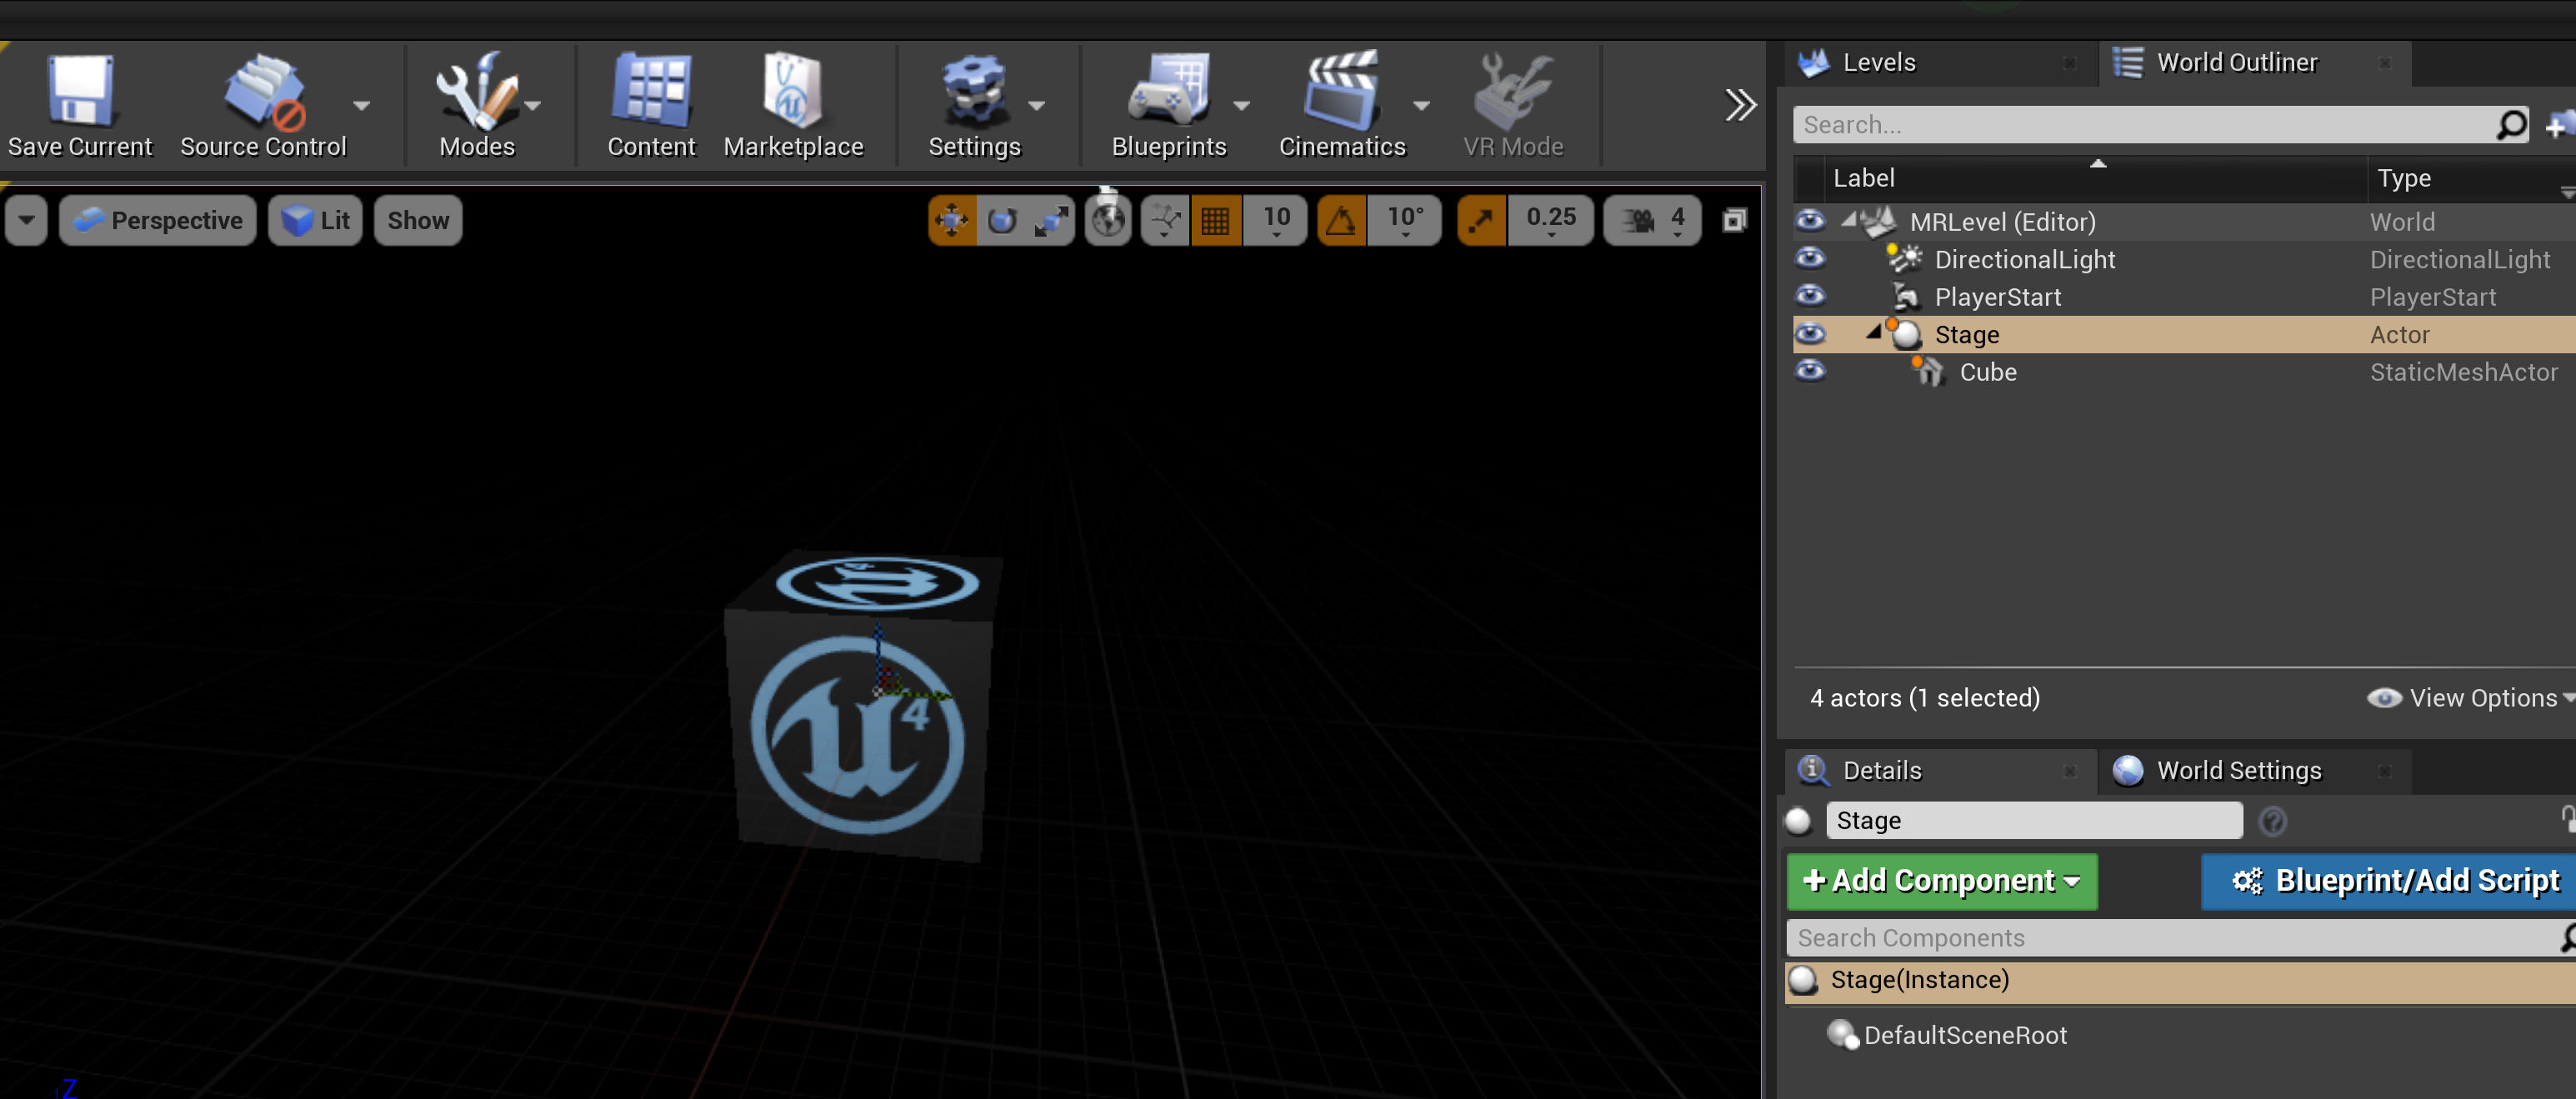 Save Current
Source Control
Modes
Content
Marketplace
Settings
Blueprints
Cinematics
VR Mode
Perspective
Lit
Show
10
10°
0.25
4
u4
u4
Z
Levels
World Outliner
Search...
Label Type
MRLevel (Editor) World
DirectionalLight DirectionalLight
PlayerStart PlayerStart
Stage Actor
Cube StaticMeshActor
4 actors (1 selected) View Options
Details
World Settings
Stage
+Add Component
Blueprint/Add Script
Search Components
Stage(Instance)
DefaultSceneRoot